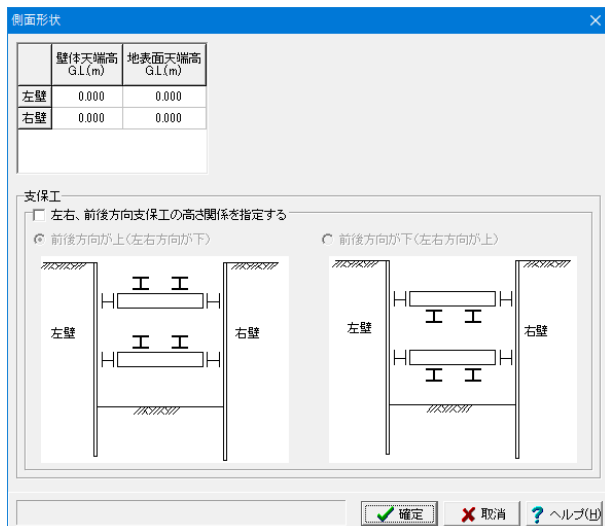 側面形状
壁体天端高 G.L.(m) 地表面天端高 G.L.(m)
左壁 0.000 0.000
右壁 0.000 0.000
支保工
左右、前後方向支保工の高さ関係を指定する
前後方向が上(左右方向が下) 前後方向が下(左右方向が上)
左壁 右壁 左壁 右壁
確定 取消 ヘルプ(H)